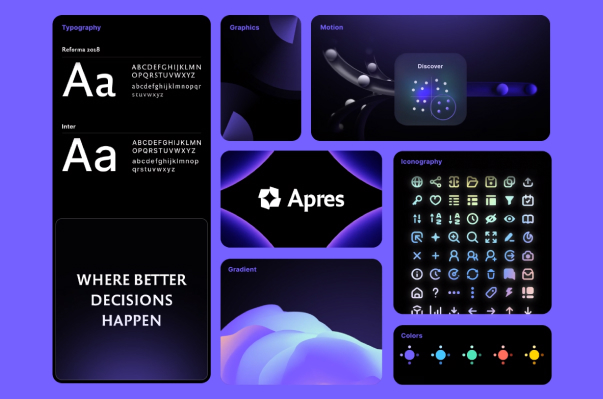 Typography
Reforma 2018
Aa
ABCDEFGHIJKLMN
OPQRSTUVWXYZ
abcdefghijklmnopqr
stuvwxyz
Inter
Aa
ABCDEFGHIJKLMN
OPQRSTUVWXYZ
abcdefghijklmnop
qrstuvwxyz
WHERE BETTER
DECISIONS
HAPPEN
Graphics
Motion
Discover
Apres
Gradient
Iconography
Colors